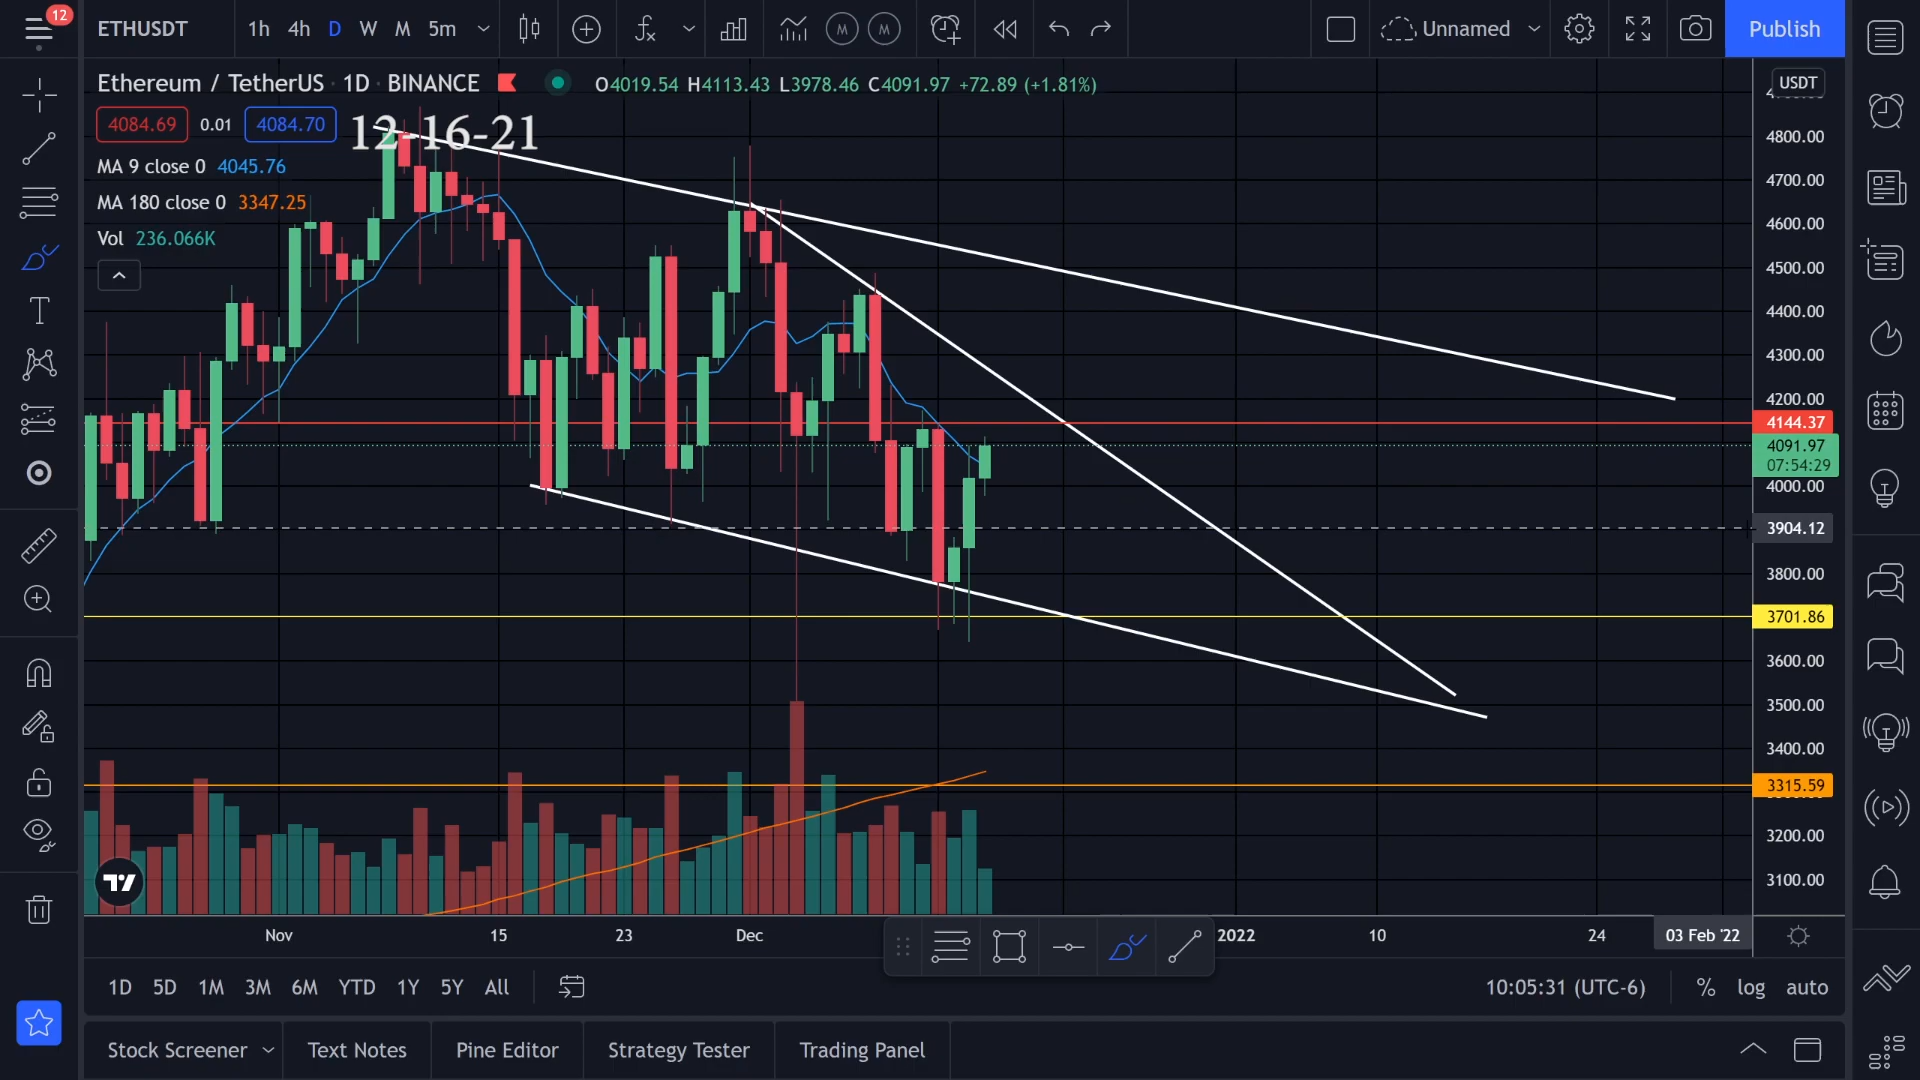 12
ETHUSDT 1h 4h D W M 5m M M Unnamed Publish
Ethereum / TetherUS · 1D · BINANCE O4019.54 H4113.43 L3978.46 C4091.97 +72.89 (+1.81%) USDT
4084.69 0.01 4084.70 12-16-21
MA 9 close 0 4045.76
MA 180 close 0 3347.25
Vol 236.066K
4800.00
4700.00
4600.00
4500.00
4400.00
4300.00
4200.00
4144.37
4091.97
07:54:29
4000.00
3904.12
3800.00
3701.86
3600.00
3500.00
3400.00
3315.59
3200.00
3100.00
Nov 15 23 Dec 2022 10 24 03 Feb '22
1D 5D 1M 3M 6M YTD 1Y 5Y All 10:05:31 (UTC-6) % log auto
Stock Screener Text Notes Pine Editor Strategy Tester Trading Panel